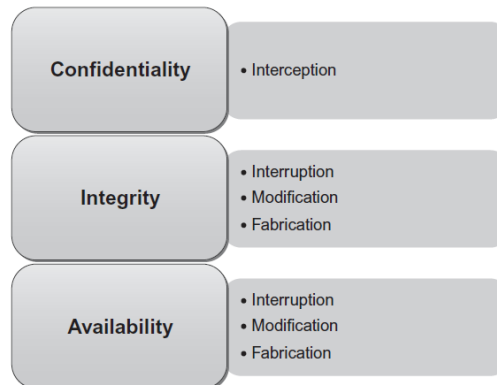 Confidentiality
• Interception
Integrity
• Interruption
• Modification
• Fabrication
Availability
• Interruption
• Modification
• Fabrication